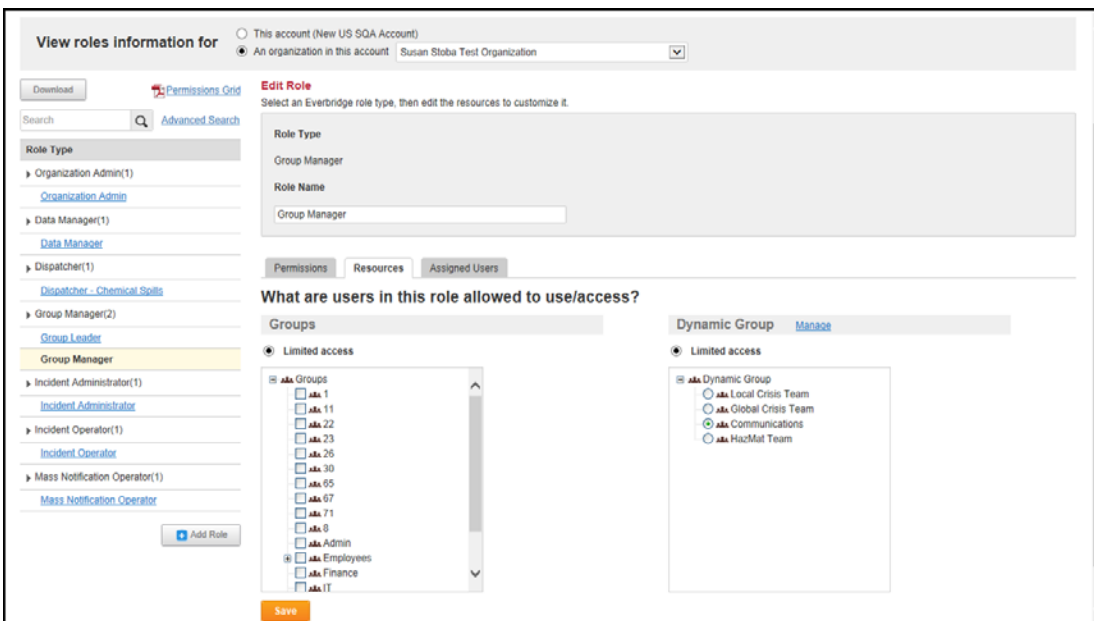 View roles information for
This account (New US SQA Account)
An organization in this account Susan Stoba Test Organization
Download Permissions Grid
Search Advanced Search
Role Type
Organization Admin(1)
Organization Admin
Data Manager(1)
Data Manager
Dispatcher(1)
Dispatcher - Chemical Spills
Group Manager(2)
Group Leader
Group Manager
Incident Administrator(1)
Incident Administrator
Incident Operator(1)
Incident Operator
Mass Notification Operator(1)
Mass Notification Operator
Add Role
Edit Role
Select an Everbridge role type, then edit the resources to customize it.
Role Type
Group Manager
Role Name
Group Manager
Permissions Resources Assigned Users
What are users in this role allowed to use/access?
Groups
Limited access
Groups
1
11
22
23
26
30
65
67
71
8
Admin
Employees
Finance
IT
Save
Dynamic Group Manage
Limited access
Dynamic Group
Local Crisis Team
Global Crisis Team
Communications
HazMat Team